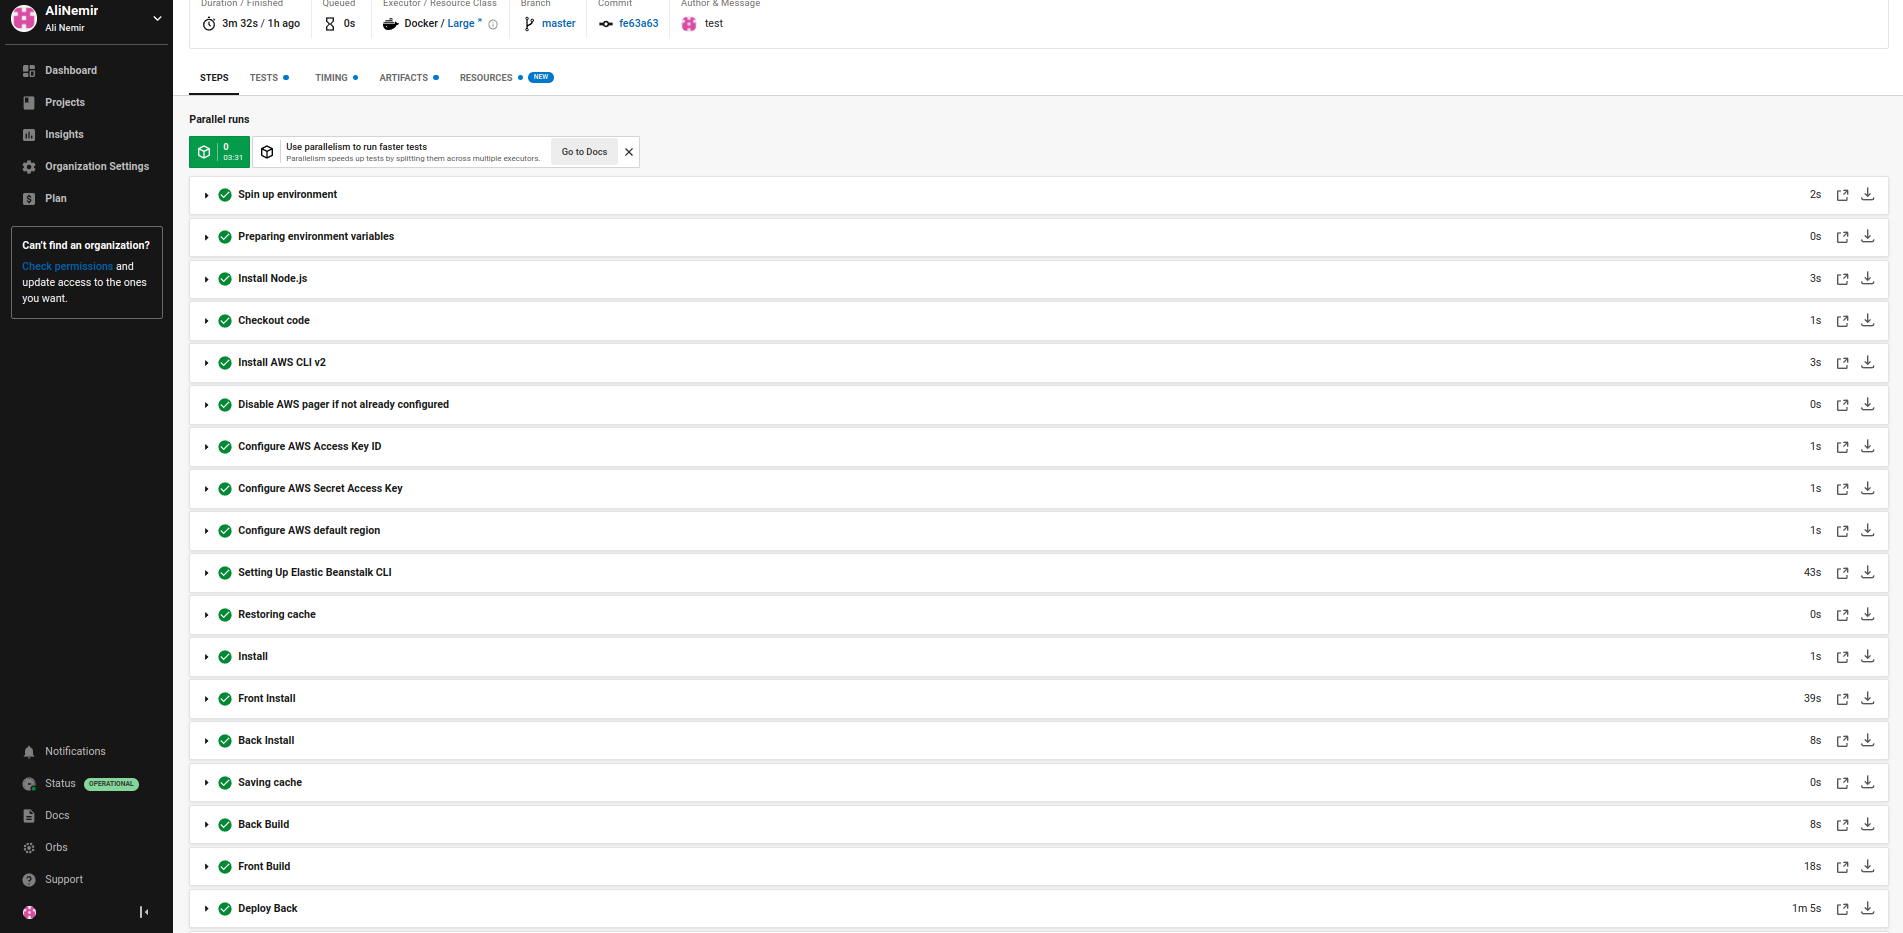 AliNemir
Ali Nemir
Dashboard
Projects
Insights
Organization Settings
Plan
Can't find an organization?
Check permissions and
update access to the ones
you want.
Notifications
Status OPERATIONAL
Docs
Orbs
Support
Duration / Finished
3m 32s / 1h ago
Queued
0s
Executor / Resource Class
Docker / Large *
Branch
master
Commit
fe63a63
Author & Message
test
STEPS
TESTS
TIMING
ARTIFACTS
RESOURCES NEW
Parallel runs
0
03:31
Use parallelism to run faster tests
Parallelism speeds up tests by splitting them across multiple executors.
Go to Docs
Spin up environment 2s
Preparing environment variables 0s
Install Node.js 3s
Checkout code 1s
Install AWS CLI v2 3s
Disable AWS pager if not already configured 0s
Configure AWS Access Key ID 1s
Configure AWS Secret Access Key 1s
Configure AWS default region 1s
Setting Up Elastic Beanstalk CLI 43s
Restoring cache 0s
Install 1s
Front Install 39s
Back Install 8s
Saving cache 0s
Back Build 8s
Front Build 18s
Deploy Back 1m 5s